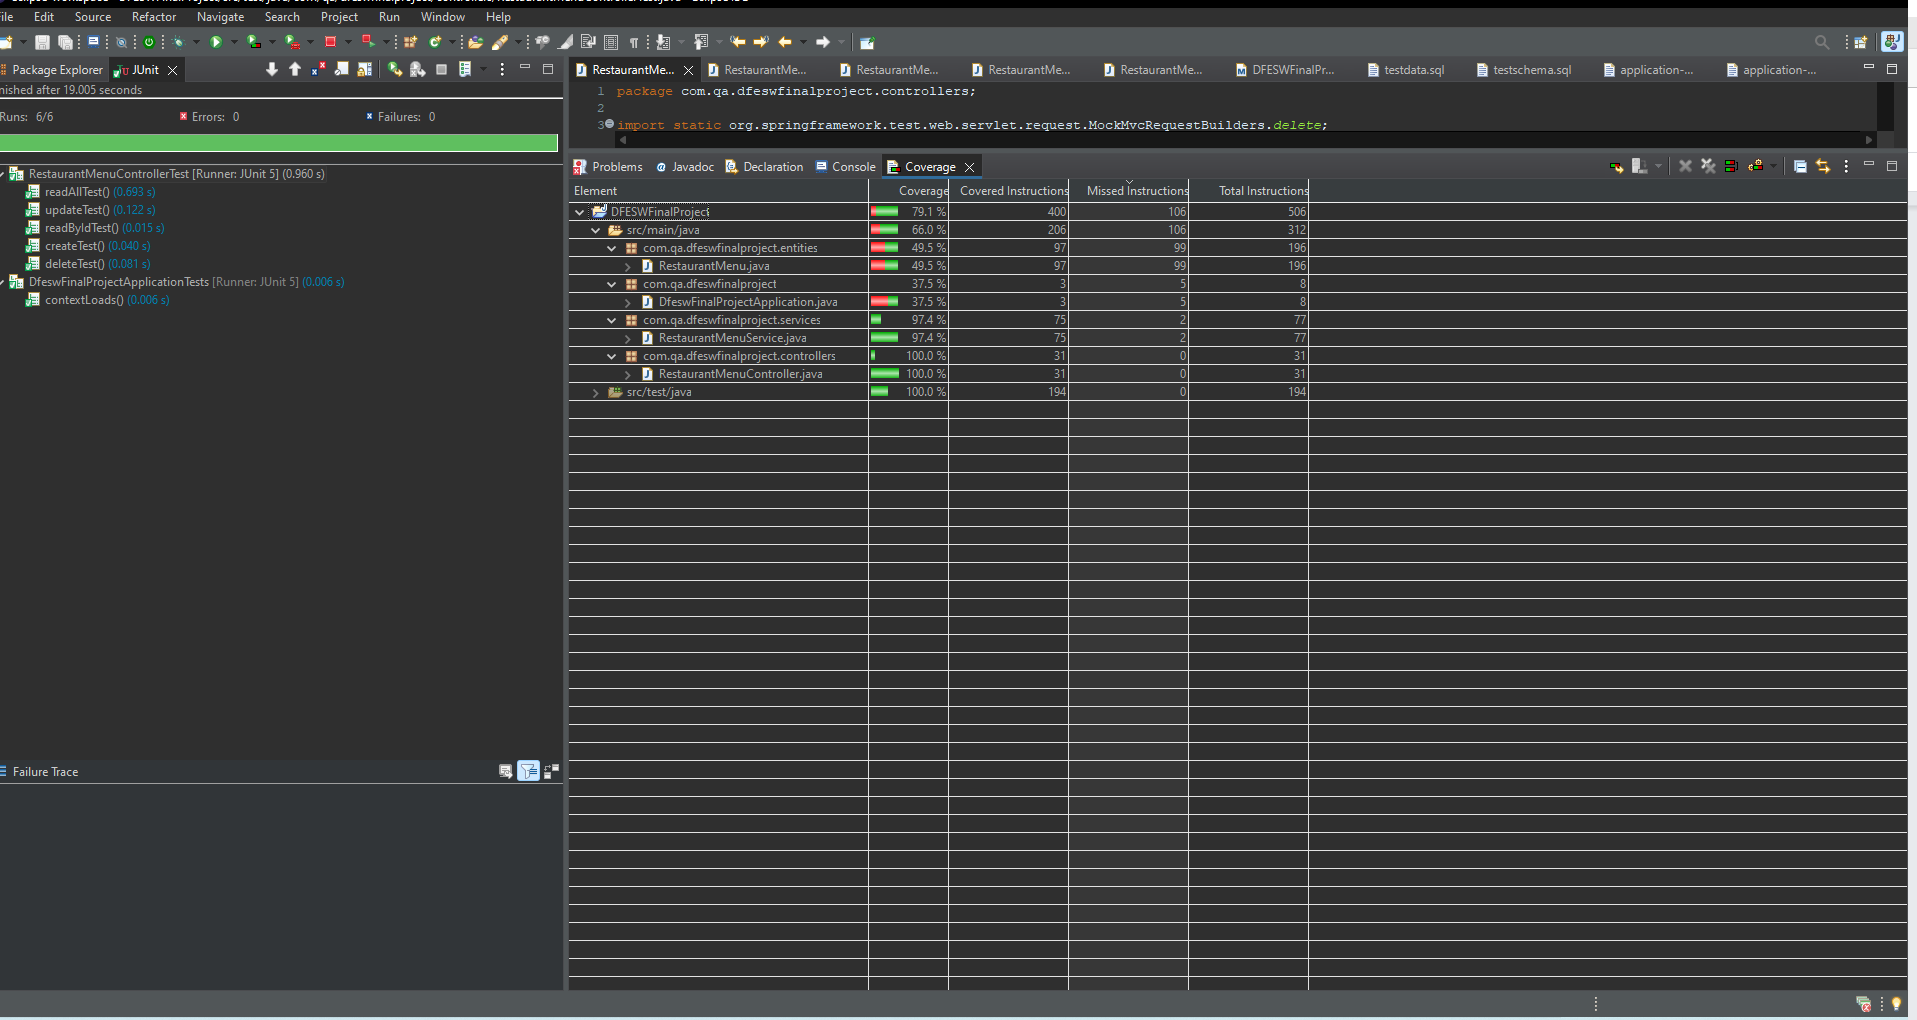 File Edit Source Refactor Navigate Search Project Run Window Help
Package Explorer JUnit
nished after 19.005 seconds
Runs: 6/6 Errors: 0 Failures: 0
RestaurantMenuControllerTest [Runner: JUnit 5] (0.960 s)
readAllTest() (0.693 s)
updateTest() (0.122 s)
readByIdTest() (0.015 s)
createTest() (0.040 s)
deleteTest() (0.081 s)
DfeswFinalProjectApplicationTests [Runner: JUnit 5] (0.006 s)
contextLoads() (0.006 s)
Failure Trace
RestaurantMe... RestaurantMe... RestaurantMe... RestaurantMe... RestaurantMe... DFESWFinalPr... testdata.sql testschema.sql application-... application-...
1 package com.qa.dfeswfinalproject.controllers;
2
3 import static org.springframework.test.web.servlet.request.MockMvcRequestBuilders.delete;
Problems Javadoc Declaration Console Coverage
Element Coverage Covered Instructions Missed Instructions Total Instructions
DFESWFinalProject 79.1 % 400 106 506
src/main/java 66.0 % 206 106 312
com.qa.dfeswfinalproject.entities 49.5 % 97 99 196
RestaurantMenu.java 49.5 % 97 99 196
com.qa.dfeswfinalproject 37.5 % 3 5 8
DfeswFinalProjectApplication.java 37.5 % 3 5 8
com.qa.dfeswfinalproject.services 97.4 % 75 2 77
RestaurantMenuService.java 97.4 % 75 2 77
com.qa.dfeswfinalproject.controllers 100.0 % 31 0 31
RestaurantMenuController.java 100.0 % 31 0 31
src/test/java 100.0 % 194 0 194